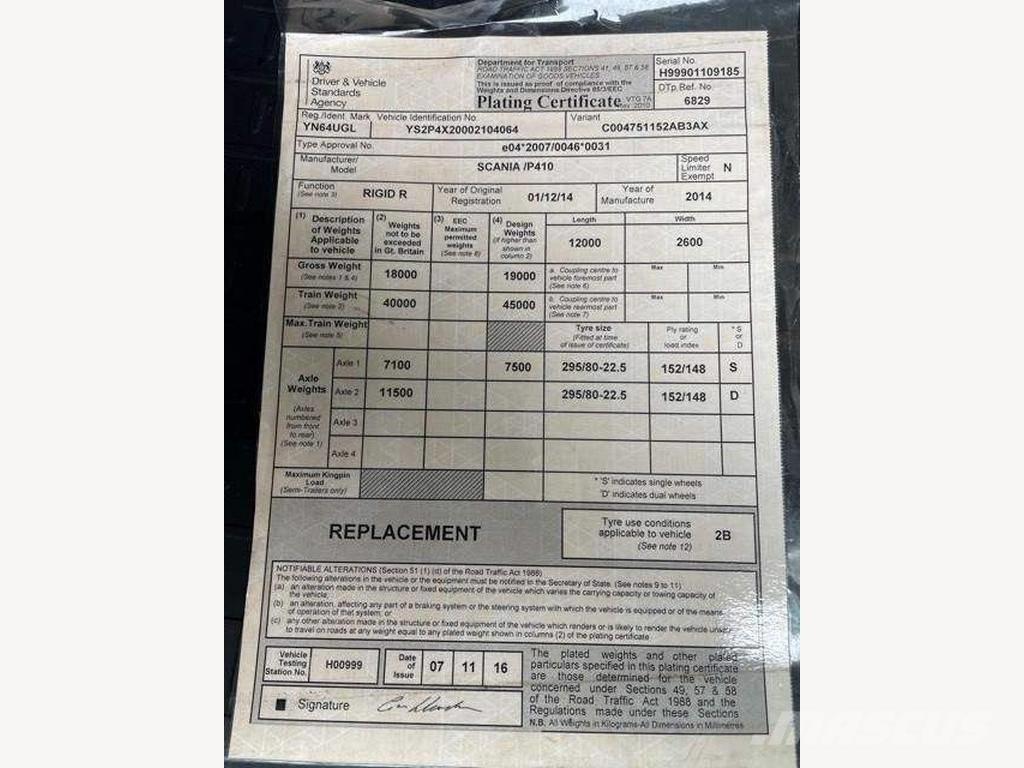 Driver & Vehicle
Standards
Agency
Department for Transport
ROAD TRAFFIC ACT 1988 SECTIONS 41, 49, 57 & 58
EXAMINATION OF GOODS VEHICLES
This is issued as proof of compliance with the
Weights and Dimensions Directive 85/3/EEC
Plating Certificate VTG 7A
Rev. 2010
Serial No.
H99901109185
DTp.Ref. No.
6829
Reg./Ident. Mark
YN64UGL
Vehicle Identification No.
YS2P4X20002104064
Variant
C004751152AB3AX
Type Approval No.
e04*2007/0046*0031
Manufacturer/
Model
SCANIA /P410
Speed
Limiter
Exempt
N
Function
(See note 3)
RIGID R
Year of Original
Registration
01/12/14
Year of
Manufacture
2014
(1) Description
of Weights
Applicable
to vehicle
(2) Weights
not to be
exceeded
in Gt. Britain
(3) EEC
Maximum
permitted
weights
(See note 6)
(4) Design
Weights
(if higher than
shown in
column 2)
Length
12000
Width
2600
Gross Weight
(See notes 1 & 4)
18000
19000
a. Coupling centre to
vehicle foremost part
(See note 6)
Max
Min
Train Weight
(See note 2)
40000
45000
b. Coupling centre to
vehicle rearmost part
(See note 7)
Max
Min
Max.Train Weight
(See note 5)
Tyre size
(Fitted at time
of issue of certificate)
Ply rating
or
load index
* S
or
D
Axle
Weights
(Axles
numbered
from front
to rear)
(See note 1)
Axle 1
7100
7500
295/80-22.5
152/148
S
Axle 2
11500
295/80-22.5
152/148
D
Axle 3
Axle 4
Maximum Kingpin
Load
(Semi-Trailers only)
* 'S' indicates single wheels
'D' indicates dual wheels
REPLACEMENT
Tyre use conditions
applicable to vehicle
(See note 12)
2B
NOTIFIABLE ALTERATIONS (Section 51 (1) (d) of the Road Traffic Act 1988)
The following alterations in the vehicle or the equipment must be notified to the Secretary of State. (See notes 9 to 11)
(a) an alteration made in the structure or fixed equipment of the vehicle which varies the carrying capacity or towing capacity of
the vehicle;
(b) an alteration, affecting any part of a braking system or the steering system with which the vehicle is equipped or of the means
of operation of that system; or
(c) any other alteration made in the structure or fixed equipment of the vehicle which renders or is likely to render the vehicle
to travel on roads at any weight equal to any plated weight shown in columns (2) of the plating certificate
Vehicle
Testing
Station No.
H00999
Date
of
Issue
07 11 16
Signature
The plated weights and other plated
particulars specified in this plating certificate
are those determined for the vehicle
concerned under Sections 49, 57 & 58
of the Road Traffic Act 1988 and the
Regulations made under these Sections
N.B. All Weights in Kilograms-All Dimensions in Millimetres
MASCUS